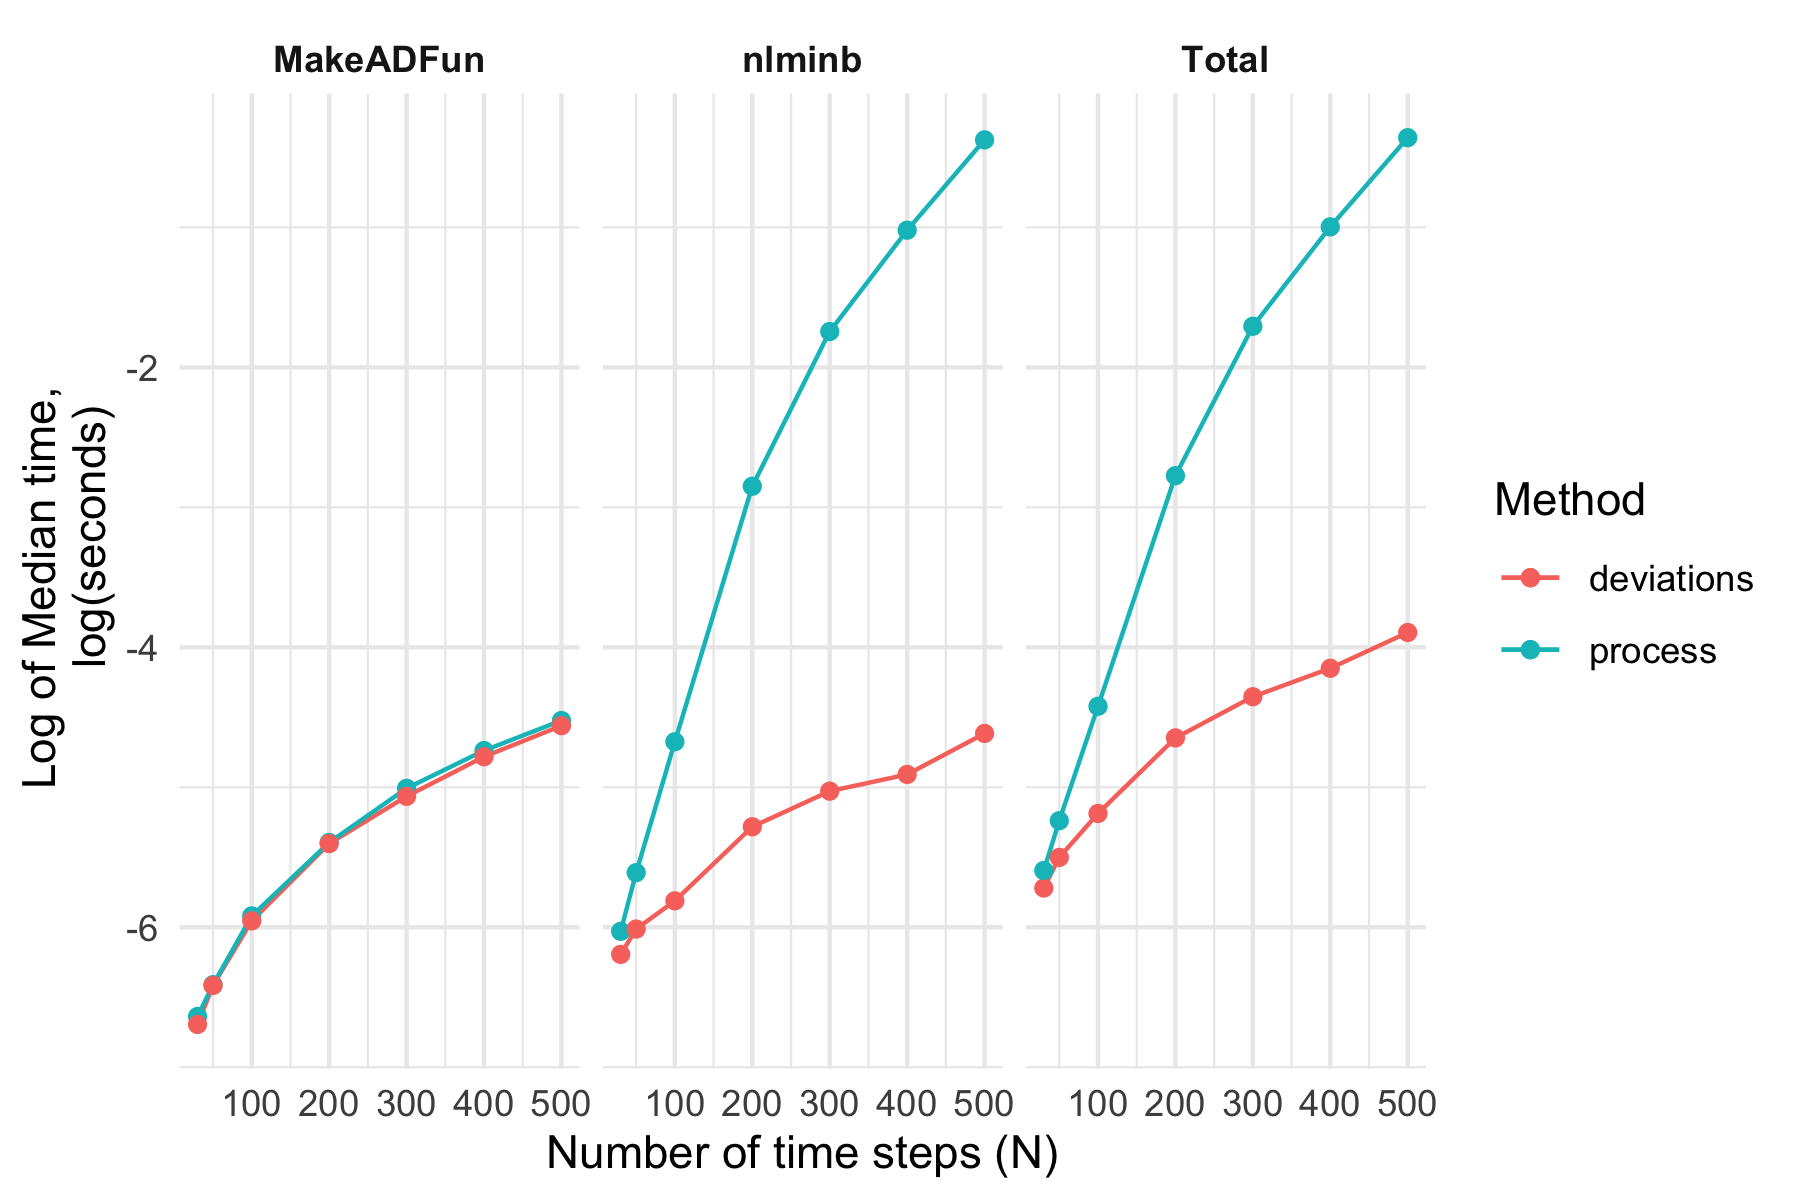 MakeADFun nlminb Total
Log of Median time,
log(seconds)
-2
-4
-6
100 200 300 400 500 100 200 300 400 500 100 200 300 400 500
Number of time steps (N)
Method
deviations
process